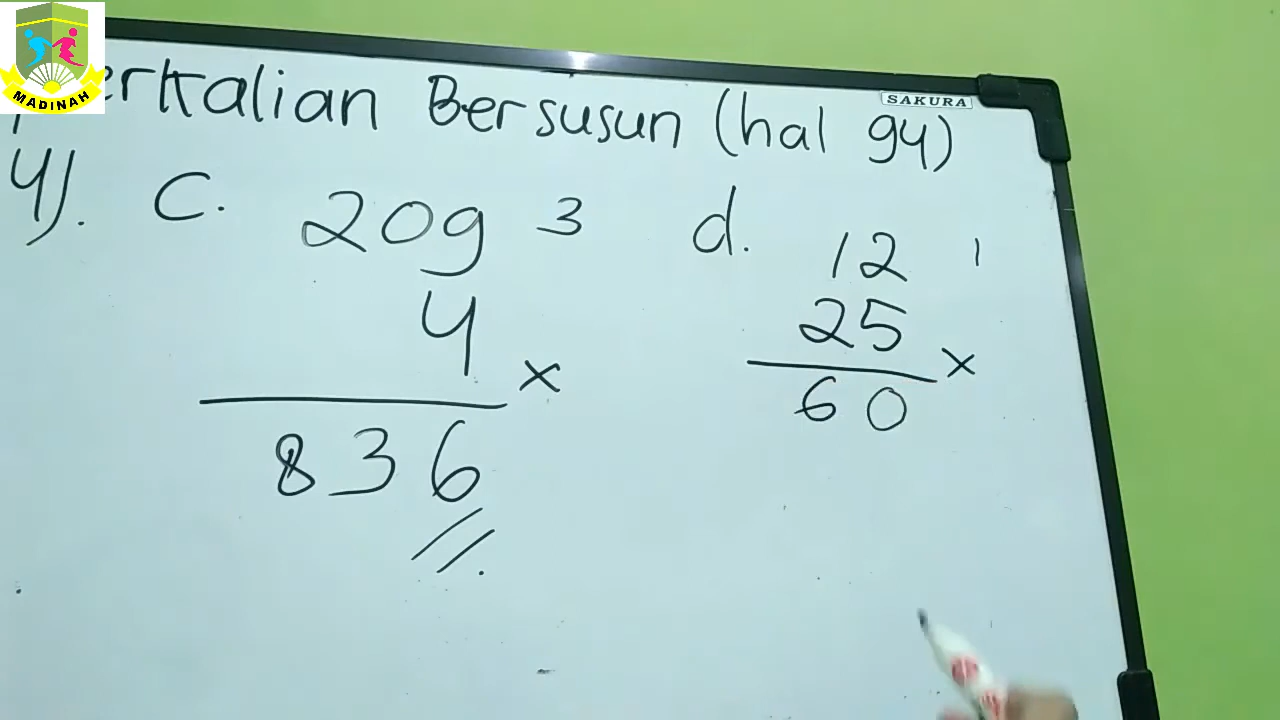 MADINAH
erkalian Bersusun (hal 94)
SAKURA
4). C. 209 3
4 x
836
d. 12 1
25 x
60